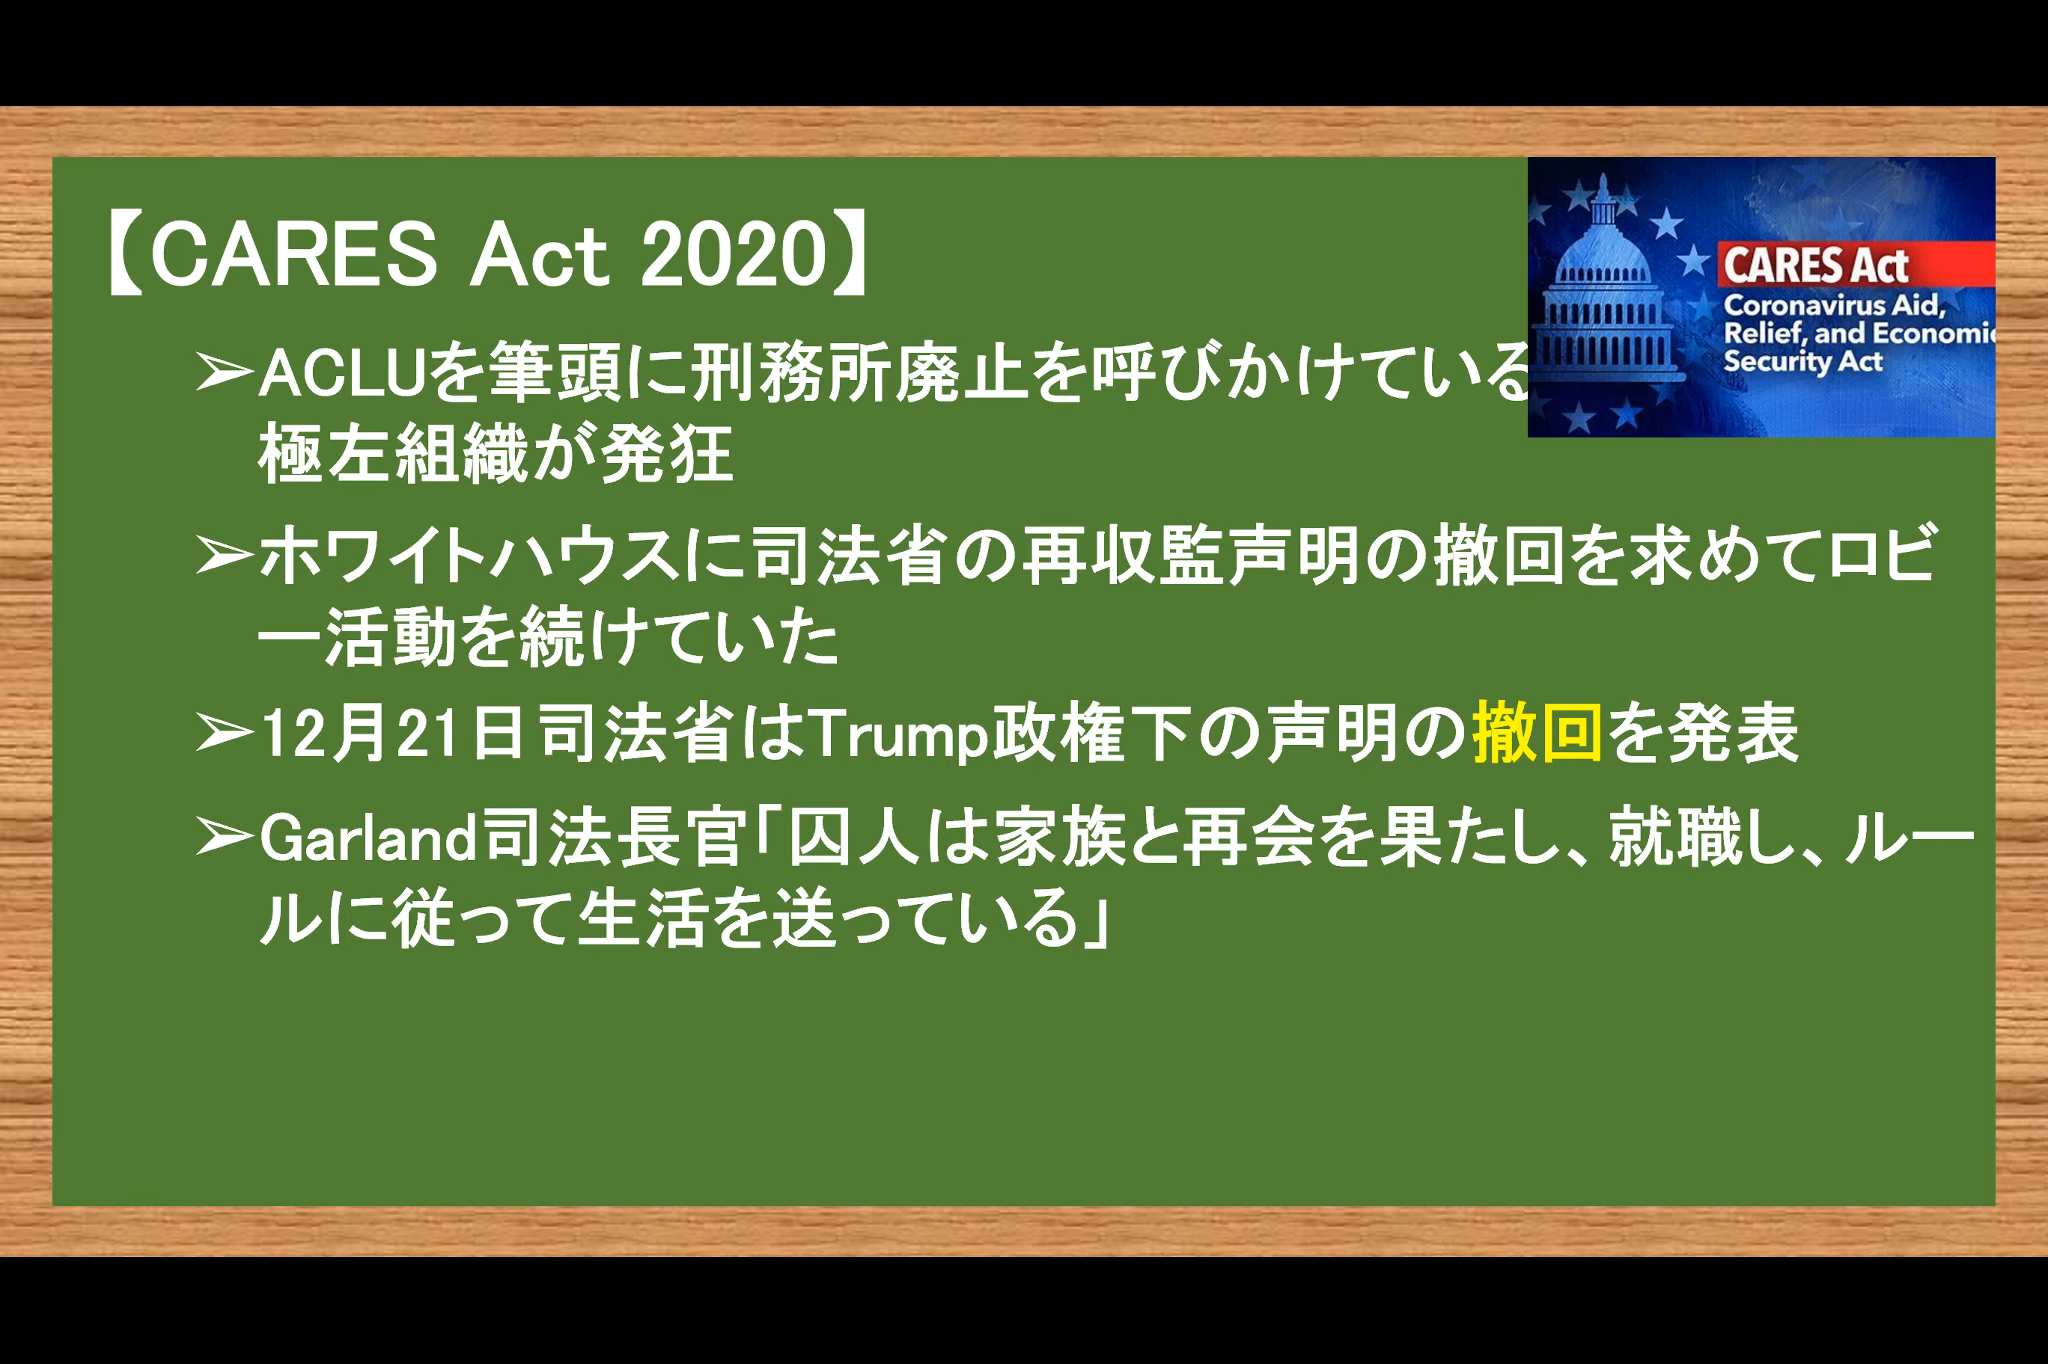 【CARES Act 2020】
➢ACLUを筆頭に刑務所廃止を呼びかけている
極左組織が発狂
➢ホワイトハウスに司法省の再収監声明の撤回を求めてロビ
ー活動を続けていた
➢12月21日司法省はTrump政権下の声明の撤回を発表
➢Garland司法長官「囚人は家族と再会を果たし、就職し、ルー
ルに従って生活を送っている」
CARES Act
Coronavirus Aid,
Relief, and Economic
Security Act